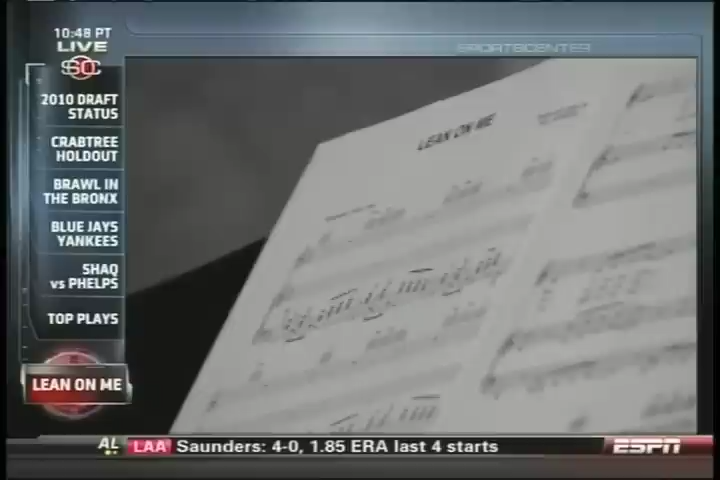 10:48 PT
LIVE
SC
SPORTSCENTER
2010 DRAFT
STATUS
CRABTREE
HOLDOUT
BRAWL IN
THE BRONX
BLUE JAYS
YANKEES
SHAQ
vs PHELPS
TOP PLAYS
LEAN ON ME
LEAN ON ME
AL LAA Saunders: 4-0, 1.85 ERA last 4 starts ESPN